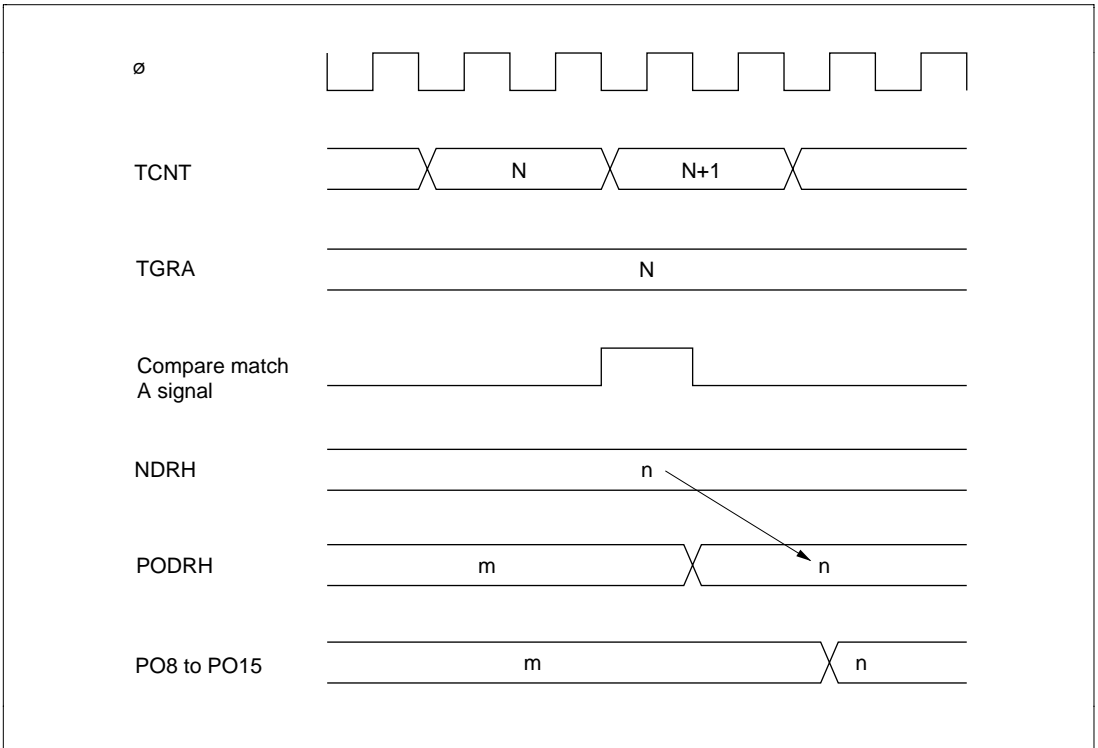 ø
TCNT
N
N+1
TGRA
N
Compare match
A signal
NDRH
n
PODRH
m
n
PO8 to PO15
m
n